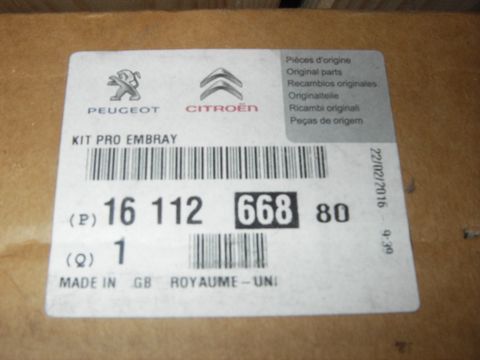 PEUGEOT
CITROËN
Pièces d'origine
Original parts
Recambios originales
Originalteile
Ricambi originali
Peças de origem
KIT PRO EMBRAY
22/02/2016 9:39
(P) 16 112 668 80
(Q) 1
MADE IN GB ROYAUME-UNI